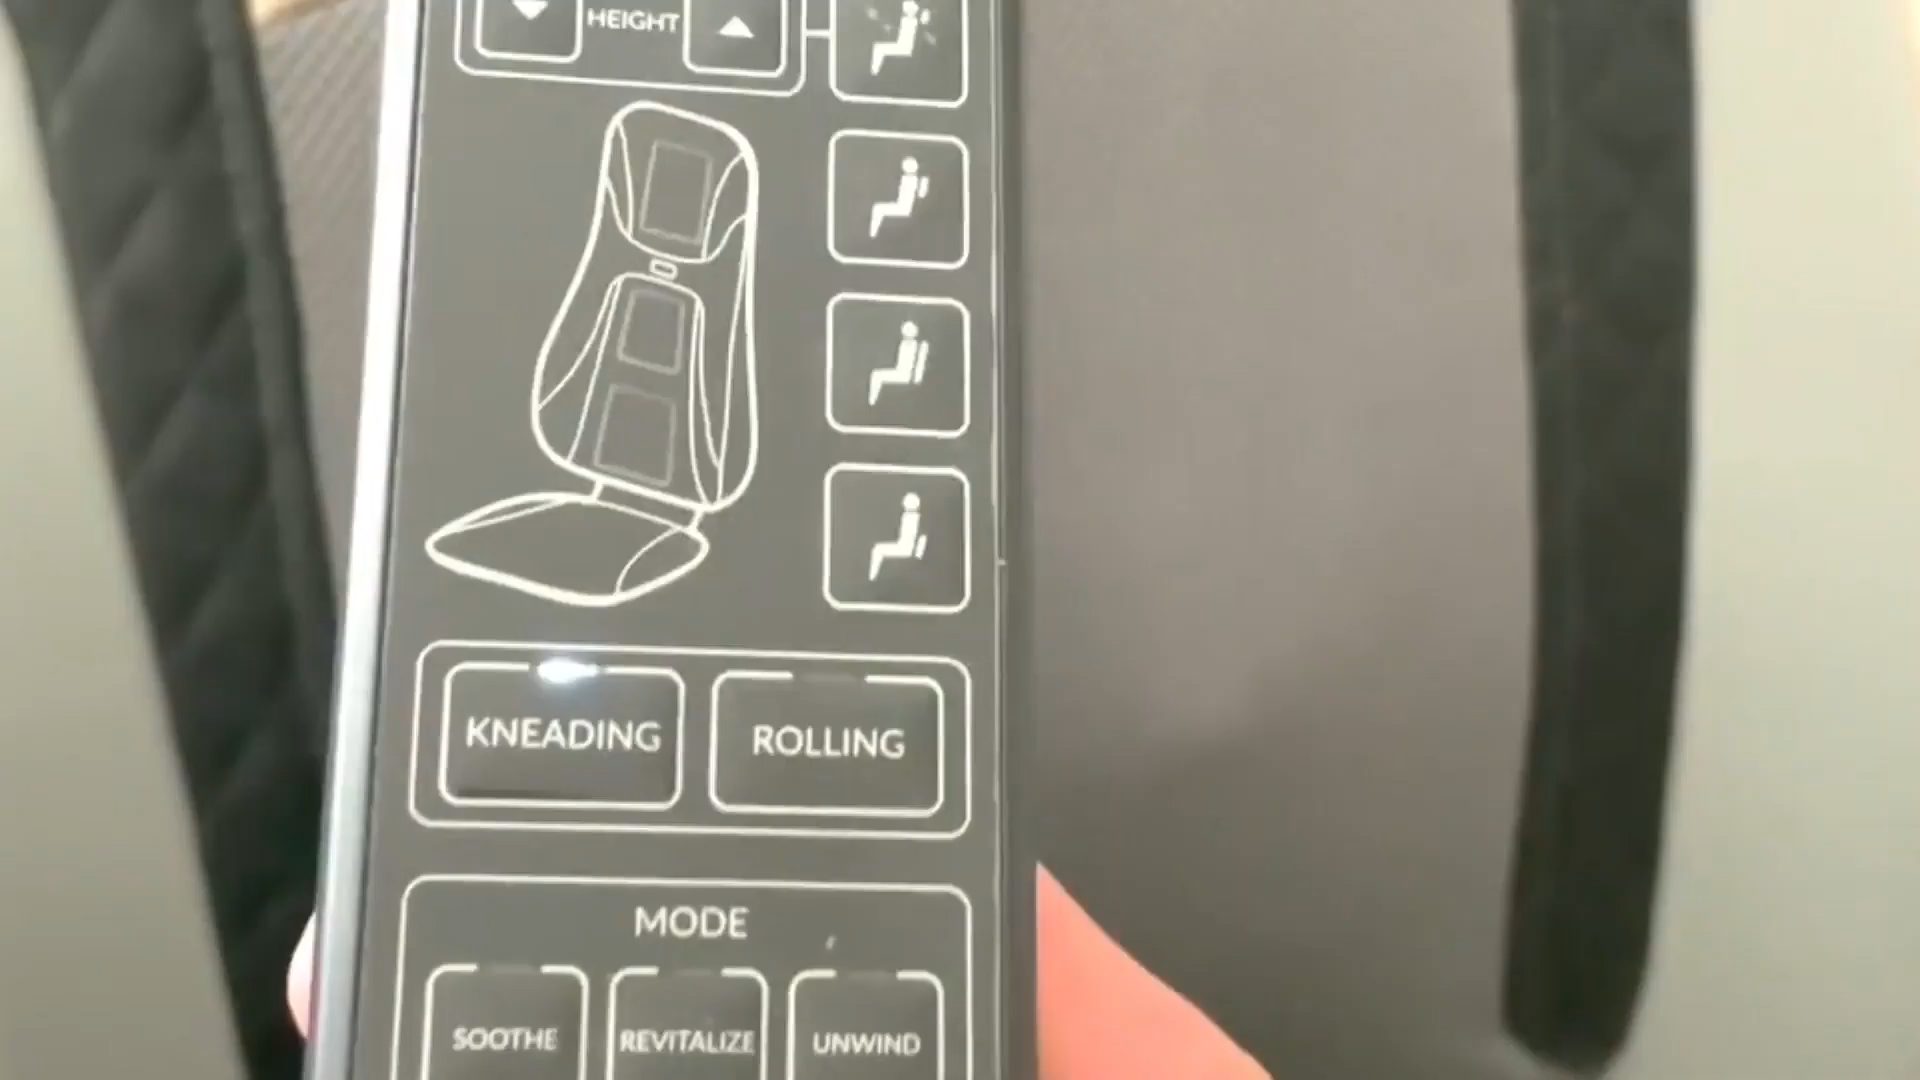 HEIGHT
KNEADING
ROLLING
MODE
SOOTHE
REVITALIZE
UNWIND